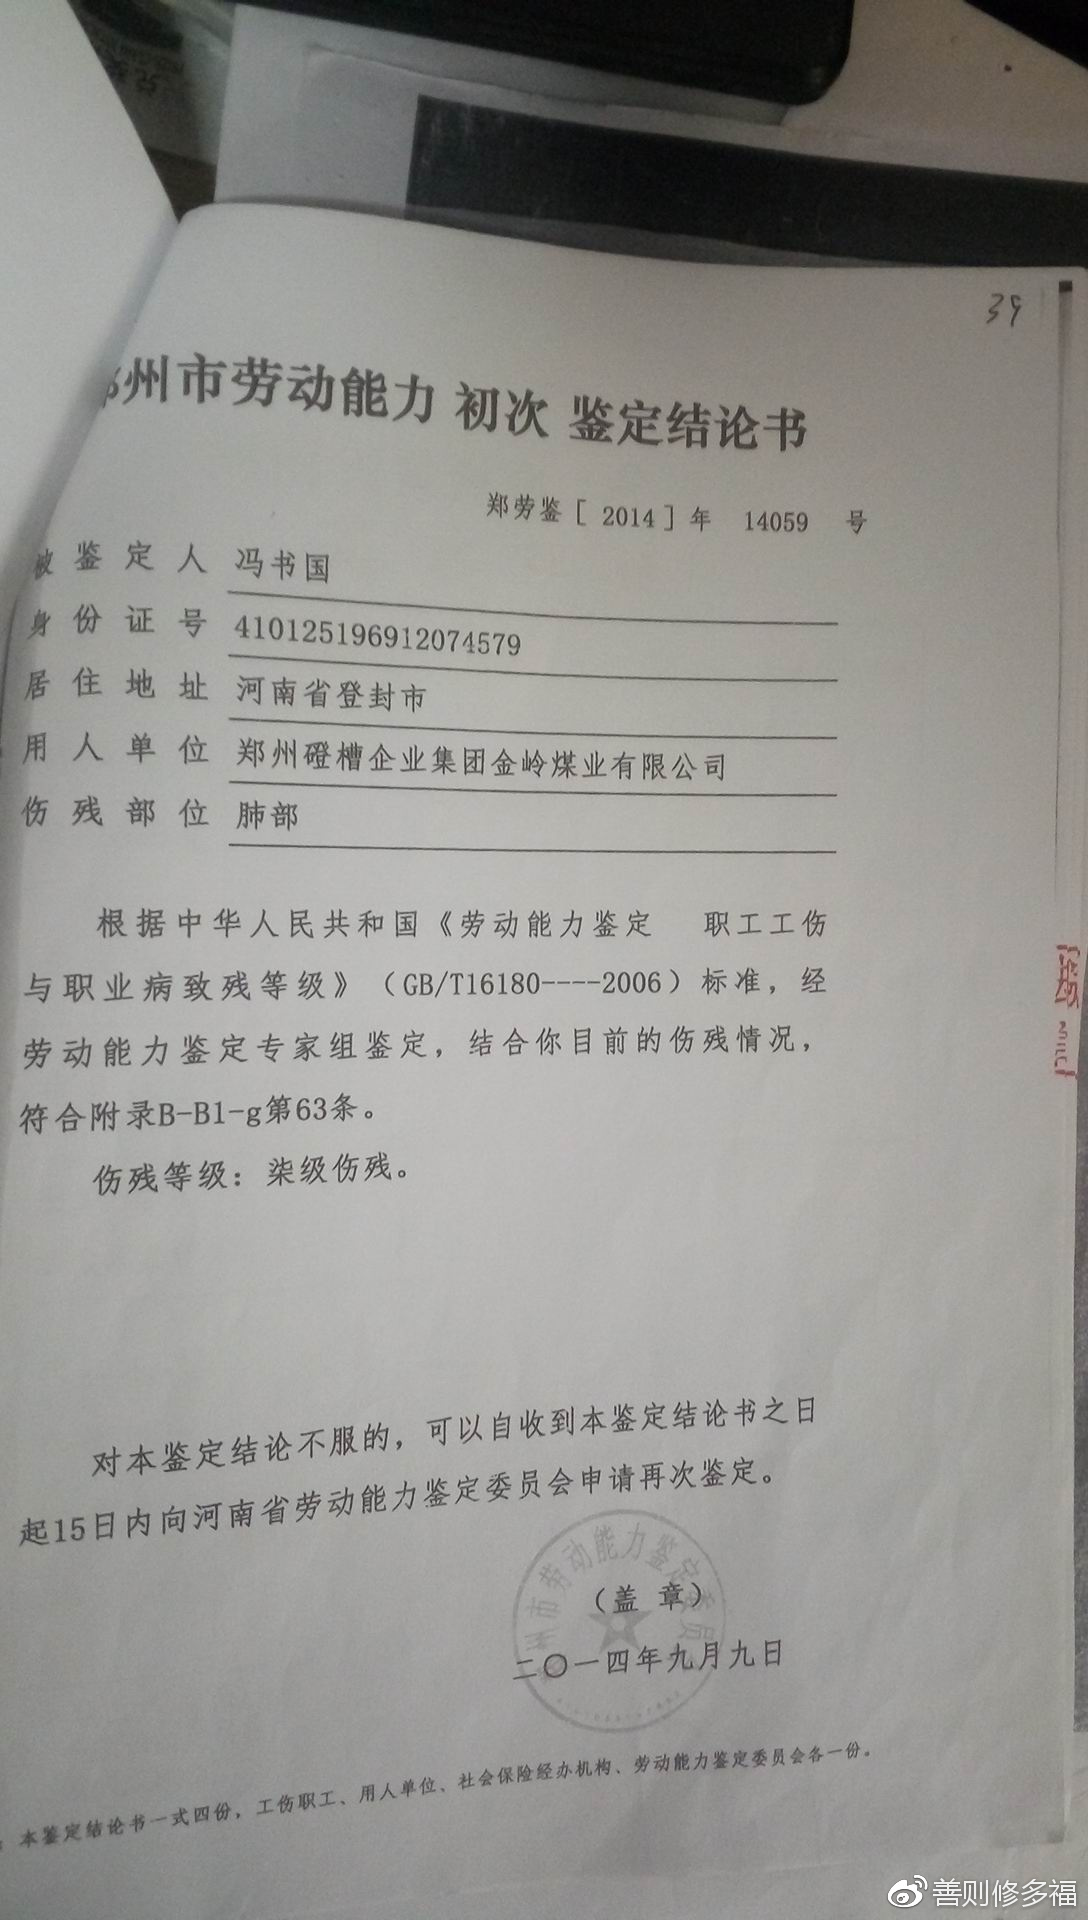 39
郑州市劳动能力 初次 鉴定结论书
郑劳鉴［ 2014］年 14059 号
被鉴定人 冯书国
身份证号 410125196912074579
居住地址 河南省登封市
用人单位 郑州磴槽企业集团金岭煤业有限公司
伤残部位 肺部
根据中华人民共和国《劳动能力鉴定 职工工伤
与职业病致残等级》（GB/T16180----2006）标准，经
劳动能力鉴定专家组鉴定，结合你目前的伤残情况，
符合附录B-B1-g第63条。
伤残等级：柒级伤残。
对本鉴定结论不服的，可以自收到本鉴定结论书之日
起15日内向河南省劳动能力鉴定委员会申请再次鉴定。
州市劳动能力鉴定委员
（盖 章）
二〇一四年九月九日
：本鉴定结论书一式四份，工伤职工、用人单位、社会保险经办机构、劳动能力鉴定委员会各一份。
善则修多福